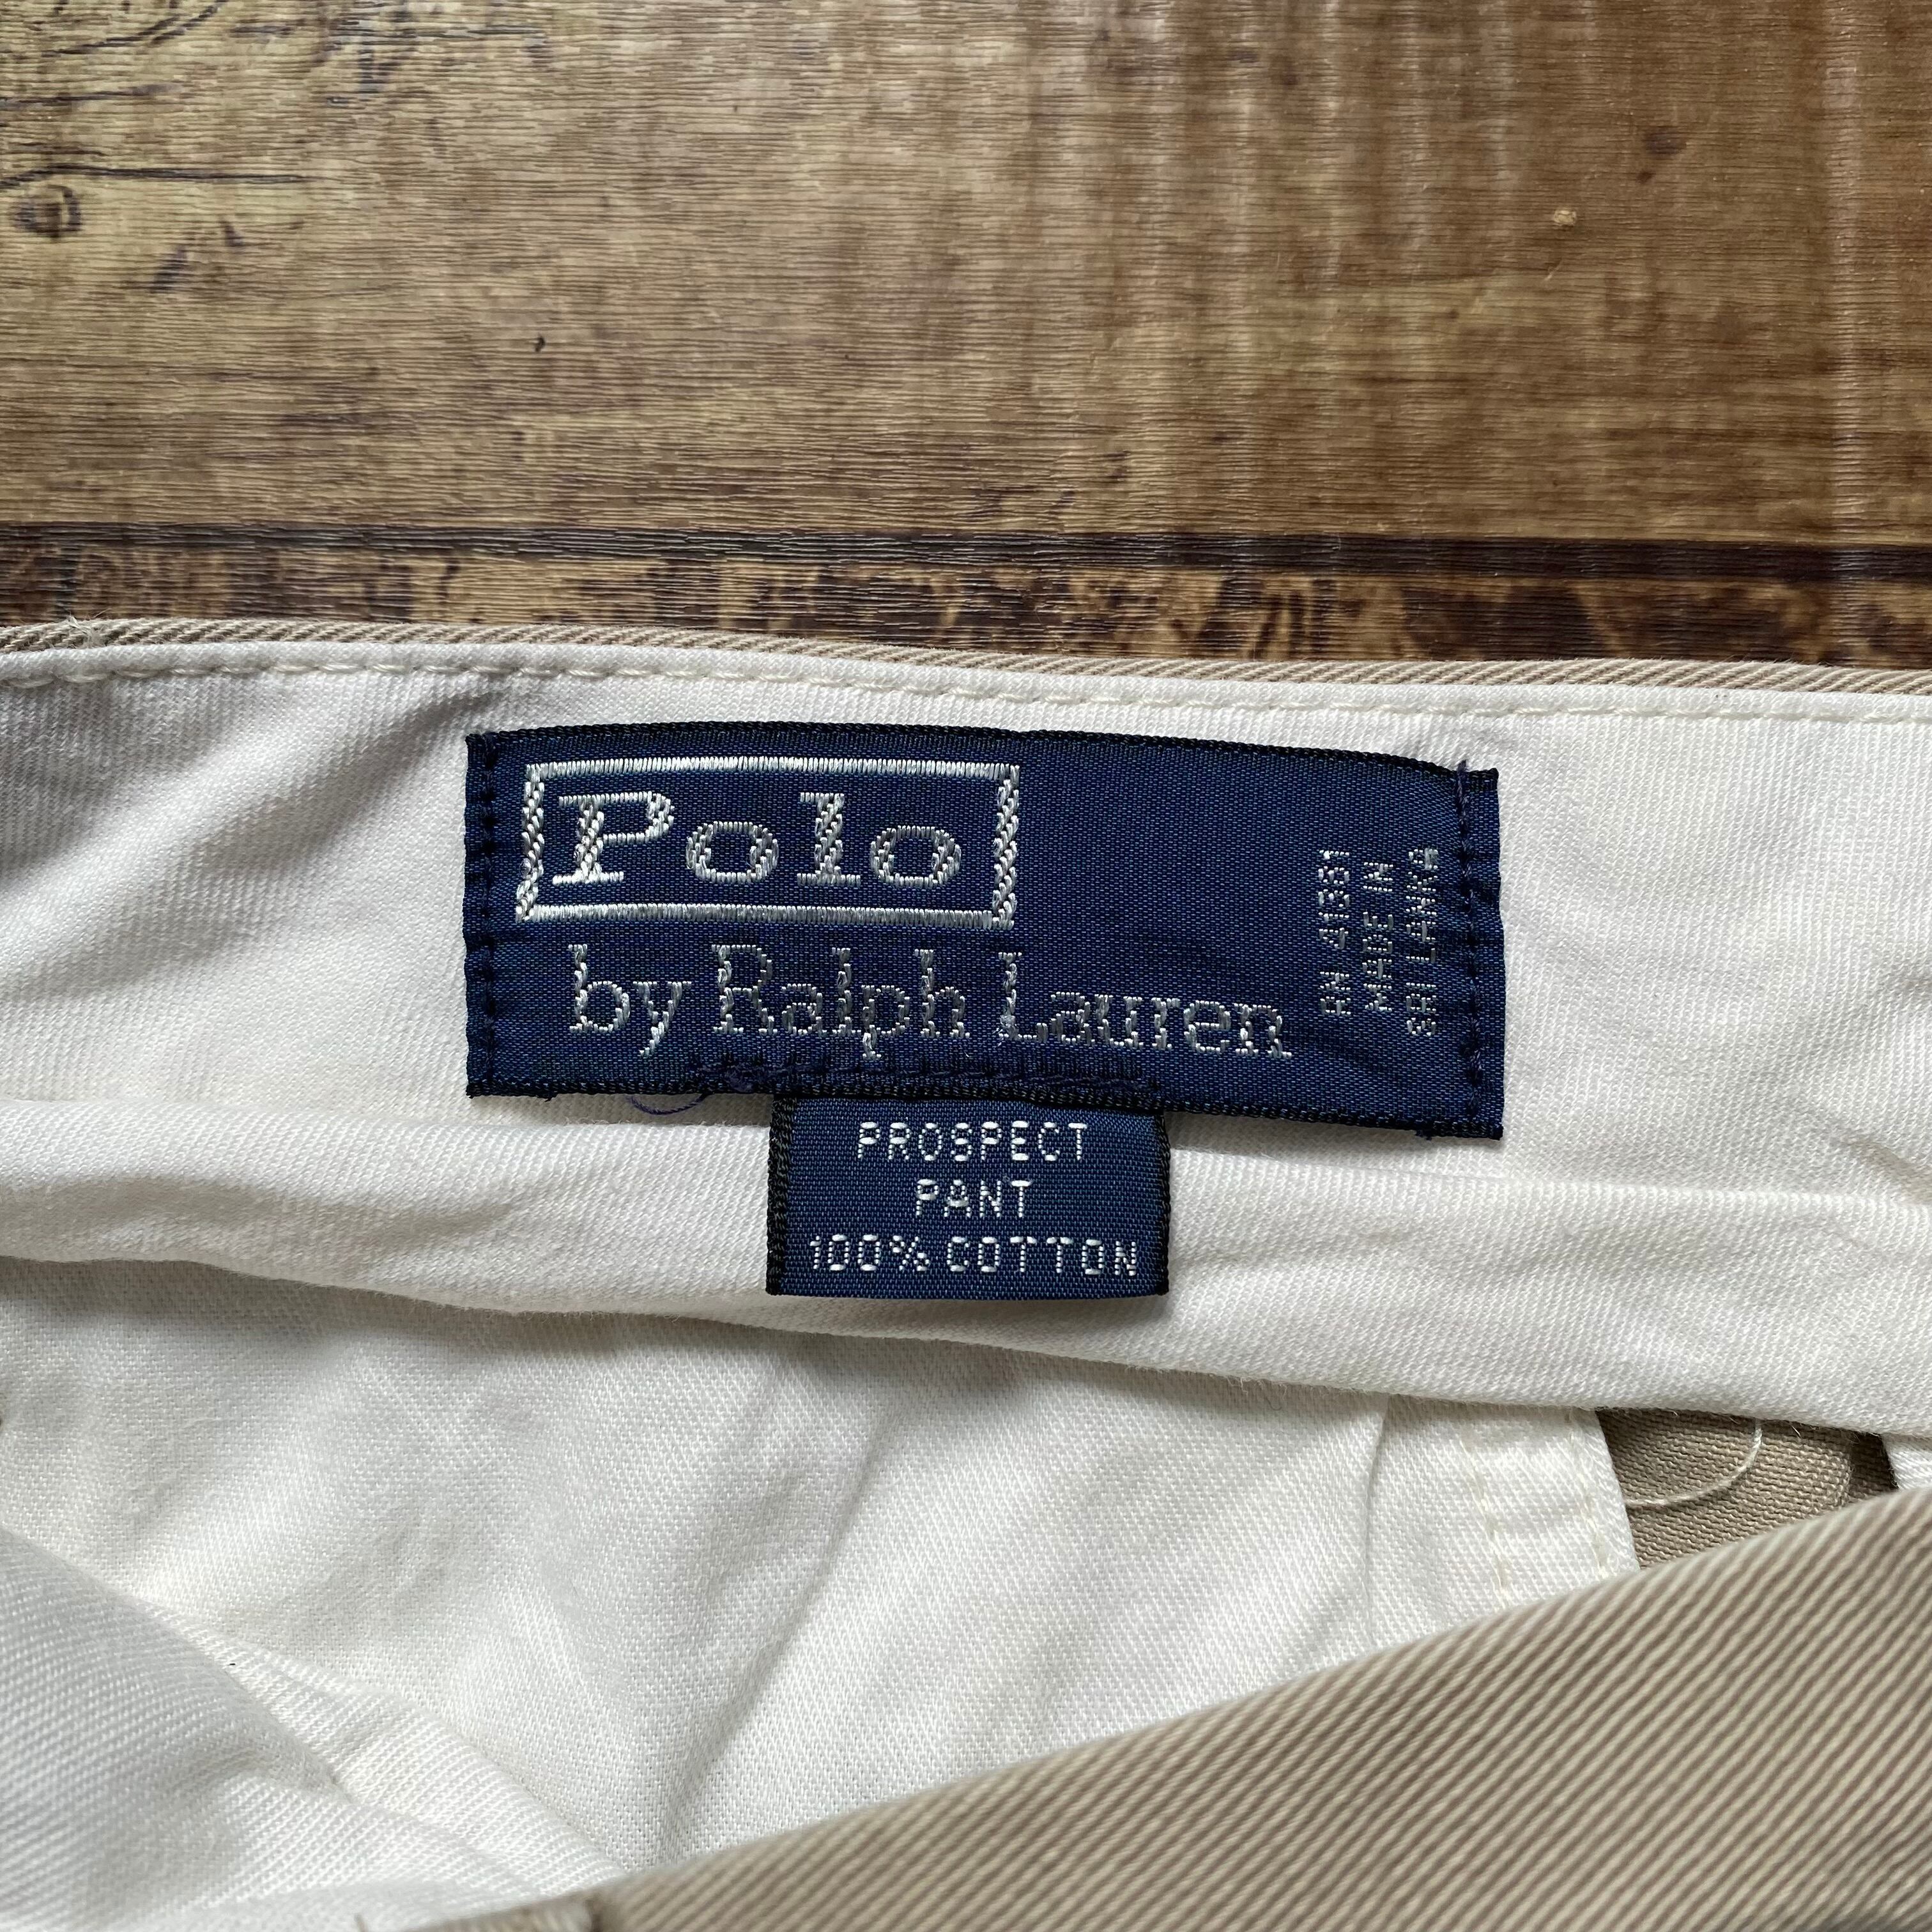 Polo
by Ralph Lauren
RN 41381
MADE IN
SRI LANKA
PROSPECT
PANT
100% COTTON